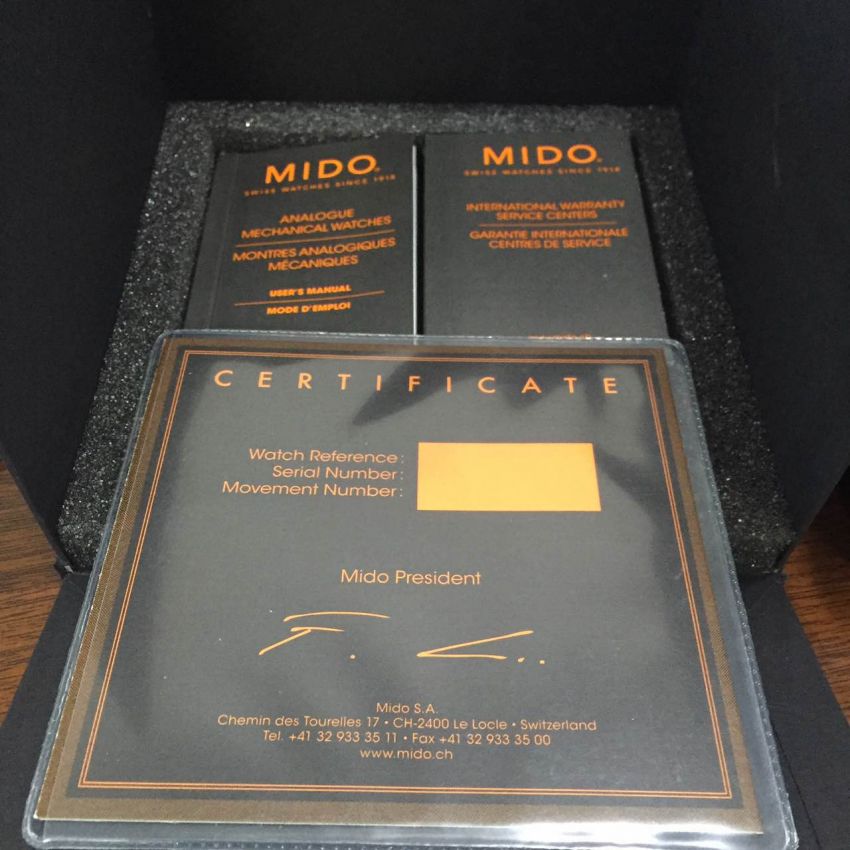 MIDO®
SWISS WATCHES SINCE 1918
ANALOGUE
MECHANICAL WATCHES
MONTRES ANALOGIQUES
MÉCANIQUES
USER'S MANUAL
MODE D'EMPLOI
MIDO®
SWISS WATCHES SINCE 1918
INTERNATIONAL WARRANTY
SERVICE CENTERS
GARANTIE INTERNATIONALE
CENTRES DE SERVICE
CERTIFICATE
Watch Reference:
Serial Number:
Movement Number:
Mido President
Mido S.A.
Chemin des Tourelles 17 • CH-2400 Le Locle • Switzerland
Tel. +41 32 933 35 11 • Fax +41 32 933 35 00
www.mido.ch